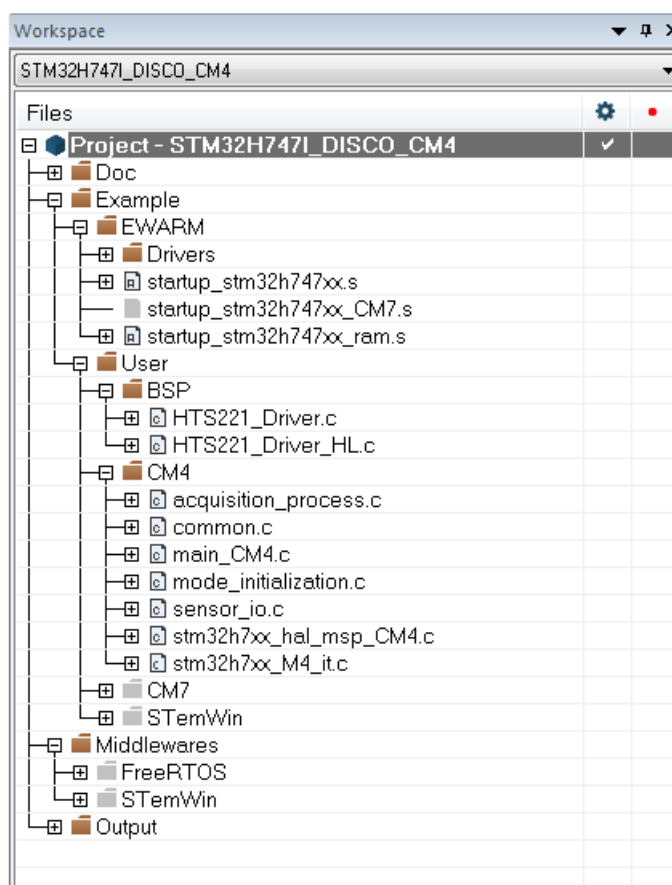 Workspace
STM32H747I_DISCO_CM4
Files
Project - STM32H747I_DISCO_CM4
Doc
Example
EWARM
Drivers
startup_stm32h747xx.s
startup_stm32h747xx_CM7.s
startup_stm32h747xx_ram.s
User
BSP
HTS221_Driver.c
HTS221_Driver_HL.c
CM4
acquisition_process.c
common.c
main_CM4.c
mode_initialization.c
sensor_io.c
stm32h7xx_hal_msp_CM4.c
stm32h7xx_M4_it.c
CM7
STemWin
Middlewares
FreeRTOS
STemWin
Output